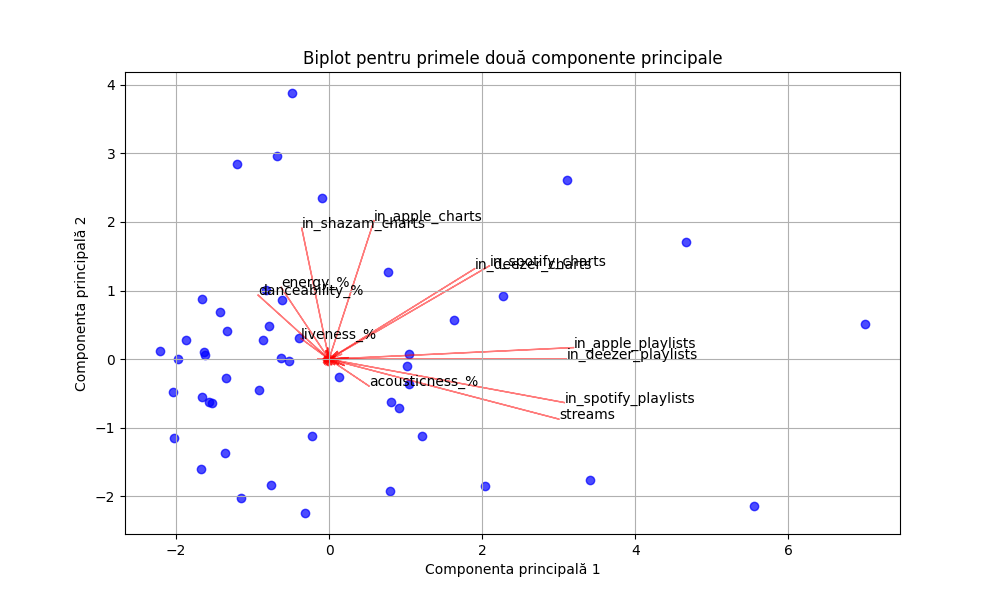 Biplot pentru primele două componente principale
4
3
2
1
0
−1
−2
Componenta principală 2
in_apple_charts
in_shazam_charts
in_spotify_charts
in_deezer_charts
energy_%
danceability_%
liveness_%
in_apple_playlists
in_deezer_playlists
acousticness_%
in_spotify_playlists
streams
−2
0
2
4
6
Componenta principală 1